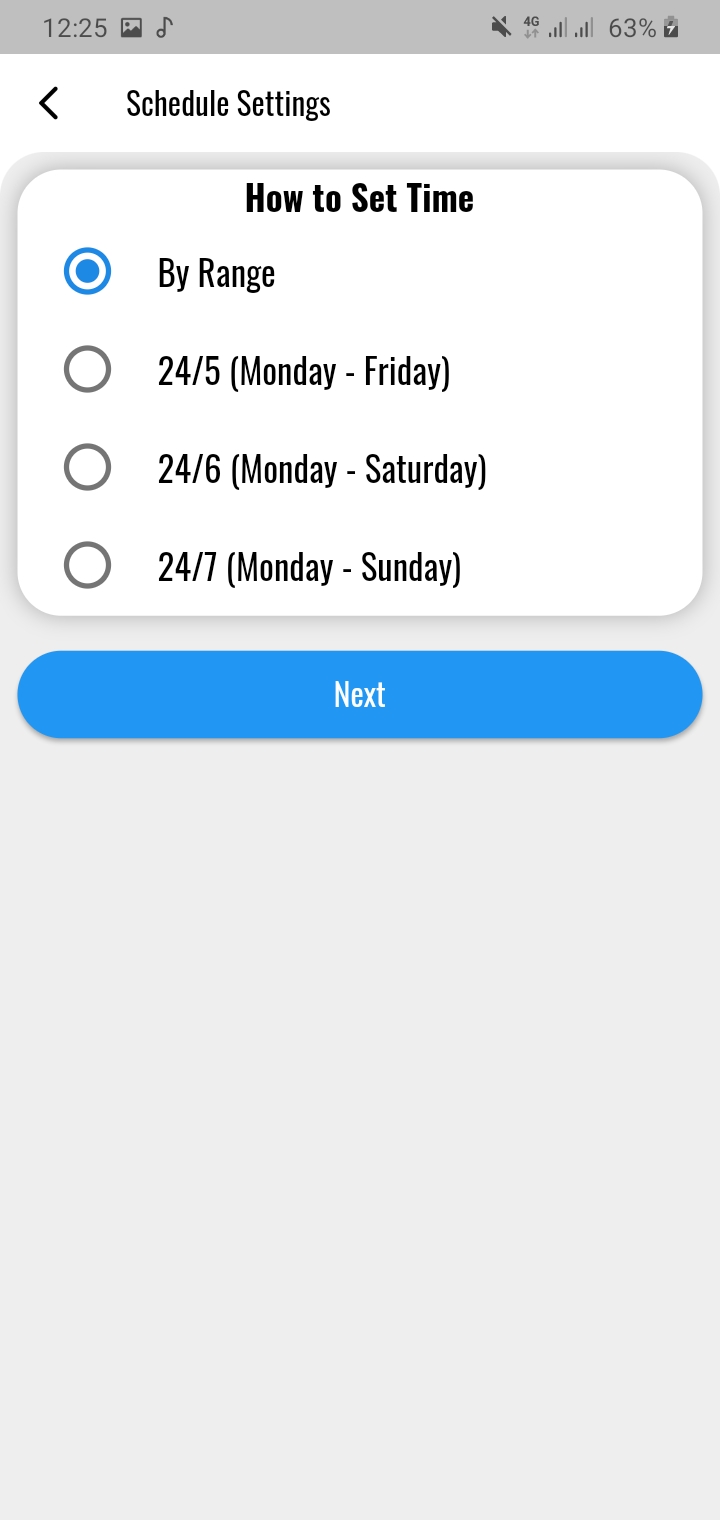 12:25 4G 63%
Schedule Settings
How to Set Time
By Range
24/5 (Monday - Friday)
24/6 (Monday - Saturday)
24/7 (Monday - Sunday)
Next